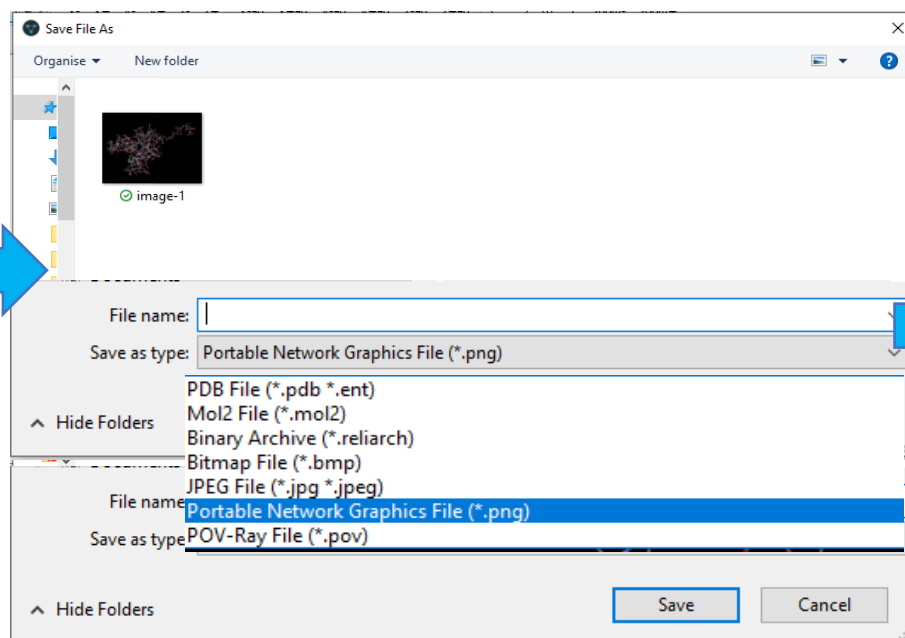 Save File As
Organise
New folder
image-1
File name:
Save as type: Portable Network Graphics File (*.png)
PDB File (*.pdb *.ent)
Mol2 File (*.mol2)
Hide Folders
Binary Archive (*.reliarch)
Bitmap File (*.bmp)
JPEG File (*.jpg *.jpeg)
File name
Portable Network Graphics File (*.png)
Save as type
POV-Ray File (*.pov)
Hide Folders
Save
Cancel